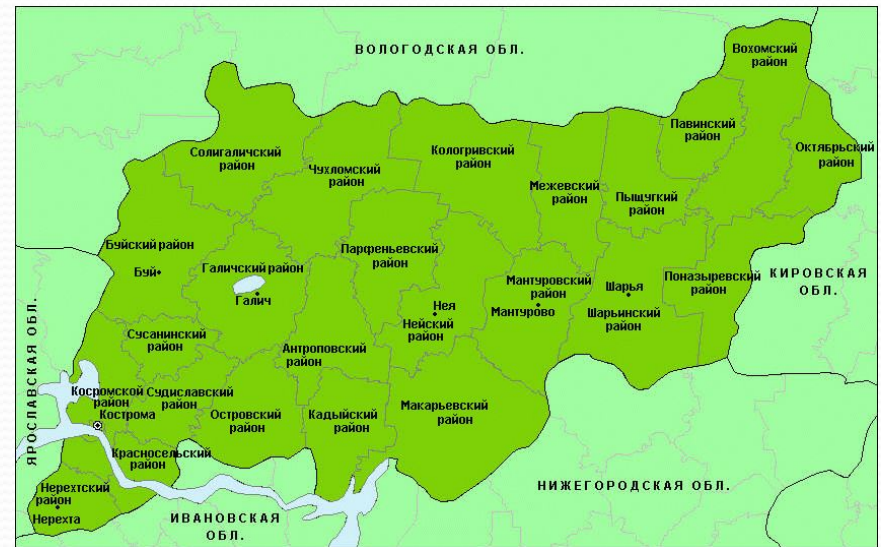 ВОЛОГОДСКАЯ ОБЛ.
Вохомский
район
Павинский
район
Октябрьский
район
Солигаличский
район
Чухломский
район
Кологривский
район
Межевский
район
Пыщугкий
район
Буйский район
Буй
Галичский район
Галич
Парфеньевский
район
Мантуровский
район
Мантурово
Шарья
Шарьинский
район
Поназыревский
район
КИРОВСКАЯ
ОБЛ.
Нея
Нейский
район
Сусанинский
район
Антроповский
район
ЯРОСЛАВСКАЯ ОБЛ.
Косромской
район
Кострома
Судиславский
район
Островский
район
Кадыйский
район
Макарьевский
район
Красносельский
район
Нерехтский
район
Нерехта
ИВАНОВСКАЯ
ОБЛ.
НИЖЕГОРОДСКАЯ ОБЛ.